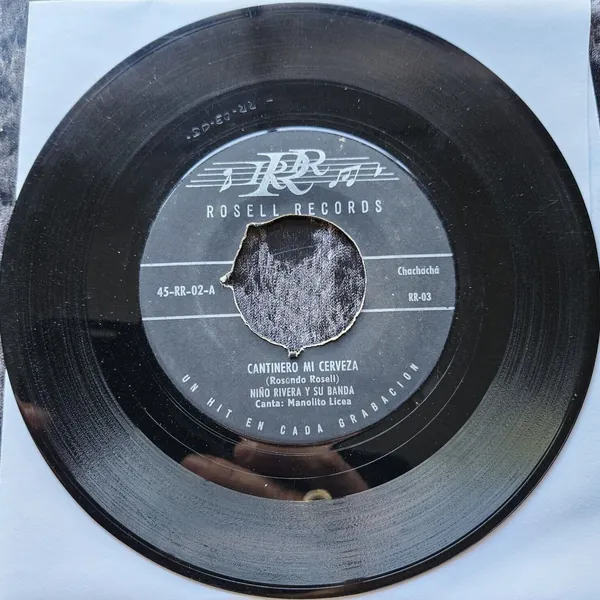 RR
ROSELL RECORDS
45-RR-02-A
Chachachá
RR-03
CANTINERO MI CERVEZA
(Rosendo Rosell)
NIÑO RIVERA Y SU BANDA
Canta: Manolito Licea
UN HIT EN CADA GRABACION